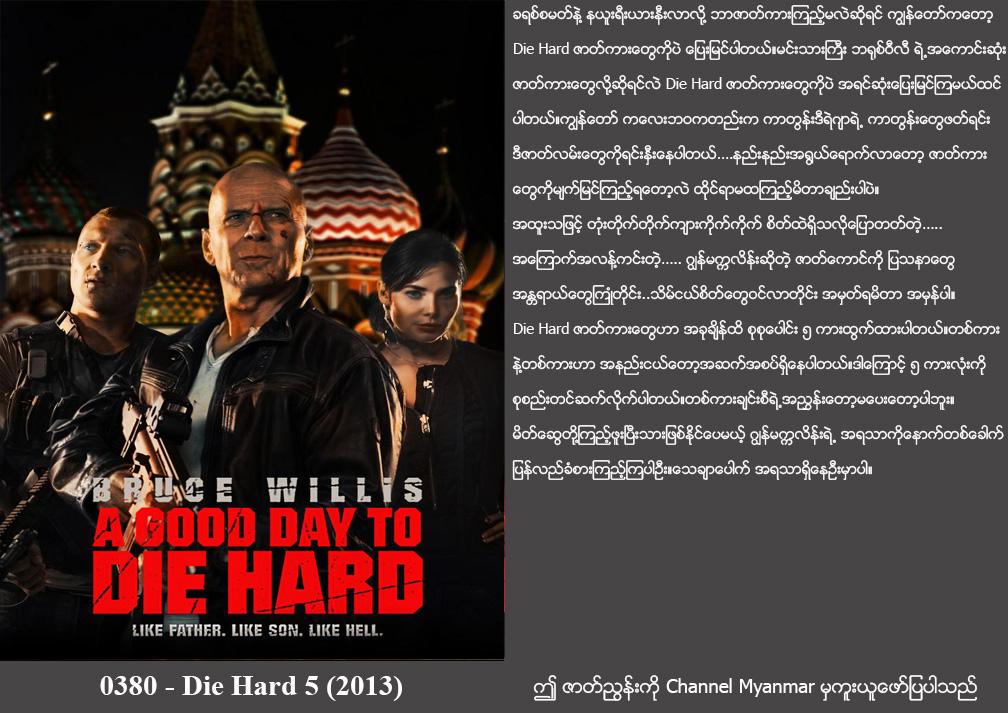 BRUCE WILLIS
A GOOD DAY TO
DIE HARD
LIKE FATHER. LIKE SON. LIKE HELL.
0380 - Die Hard 5 (2013)
ခရစ်စမတ်နဲ့ နယူးရီးယားနီးလာလို့ ဘာဇာတ်ကားကြည့်မလဲဆိုရင် ကျွန်တော်ကတော့
Die Hard ဇာတ်ကားတွေကိုပဲ ပြေးမြင်ပါတယ်။မင်းသားကြီး ဘရုစ်ဝီလီ ရဲ့ အကောင်းဆုံး
ဇာတ်ကားတွေလို့ဆိုရင်လဲ Die Hard ဇာတ်ကားတွေကိုပဲ အရင်ဆုံးပြေးမြင်ကြမယ်ထင်
ပါတယ်။ကျွန်တော် ကလေးဘဝကတည်းက ကာတွန်းဒီရဲဂျာရဲ့ ကာတွန်းတွေဖတ်ရင်း
ဒီဇာတ်လမ်းတွေကိုရင်းနှီးနေပါတယ်....နည်းနည်းအရွယ်ရောက်လာတော့ ဇာတ်ကား
တွေကိုမျက်မြင်ကြည့်ရတော့လဲ ထိုင်ရာမထကြည့်မိတာချည်းပါပဲ။
အထူးသဖြင့် တုံးတိုက်တိုက်ကျားကိုက်ကိုက် စိတ်ထဲရှိသလိုပြောတတ်တဲ့.....
အကြောက်အလန့်ကင်းတဲ့..... ဂျွန်မက္ကလိန်းဆိုတဲ့ ဇာတ်ကောင်ကို ပြသနာတွေ
အန္တရာယ်တွေကြုံတိုင်း..သိမ်ငယ်စိတ်တွေဝင်လာတိုင်း အမှတ်ရမိတာ အမှန်ပါ။
Die Hard ဇာတ်ကားတွေဟာ အခုချိန်ထိ စုစုပေါင်း ၅ ကားထွက်ထားပါတယ်။တစ်ကား
နဲ့တစ်ကားဟာ အနည်းငယ်တော့အဆက်အစပ်ရှိနေပါတယ်။ဒါကြောင့် ၅ ကားလုံးကို
စုစည်းတင်ဆက်လိုက်ပါတယ်။တစ်ကားချင်းစီရဲ့ အညွှန်းတော့မပေးတော့ပါဘူး။
မိတ်ဆွေတို့ကြည့်ဖူးပြီးသားဖြစ်နိုင်ပေမယ့် ဂျွန်မက္ကလိန်းရဲ့ အရသာကိုနောက်တစ်ခေါက်
ပြန်လည်ခံစားကြည့်ကြပါဦး။သေချာပေါက် အရသာရှိနေဦးမှာပါ။
ဤ ဇာတ်ညွှန်းကို Channel Myanmar မှကူးယူဖော်ပြပါသည်